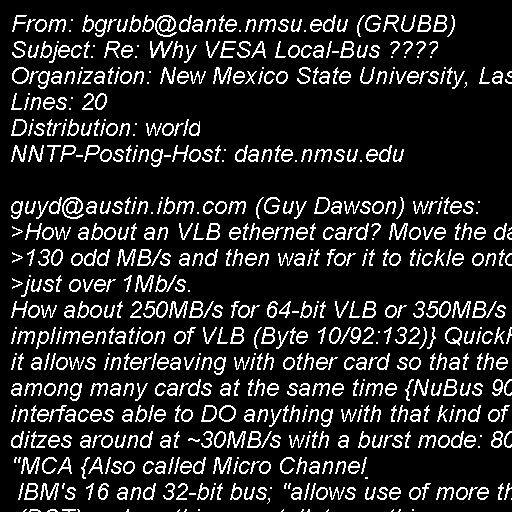 From: bgrubb@dante.nmsu.edu (GRUBB)
Subject: Re: Why VESA Local-Bus ????
Organization: New Mexico State University, Las
Lines: 20
Distribution: world
NNTP-Posting-Host: dante.nmsu.edu

guyd@austin.ibm.com (Guy Dawson) writes:
>How about an VLB ethernet card? Move the da
>130 odd MB/s and then wait for it to tickle onto
>just over 1Mb/s.
How about 250MB/s for 64-bit VLB or 350MB/s
implimentation of VLB (Byte 10/92:132)}
it allows interleaving with other card so that the
among many cards at the same time {NuBus 90
interfaces able to DO anything with that kind of
ditzes around at ~30MB/s with a burst mode: 80
"MCA {Also called Micro Channel
IBM's 16 and 32-bit bus; "allows use of more th